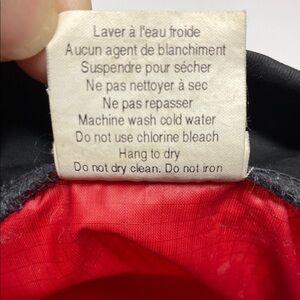 Laver à l'eau froide
Aucun agent de blanchiment
Suspendre pour sécher
Ne pas nettoyer à sec
Ne pas repasser
Machine wash cold water
Do not use chlorine bleach
Hang to dry
Do not dry clean. Do not iron